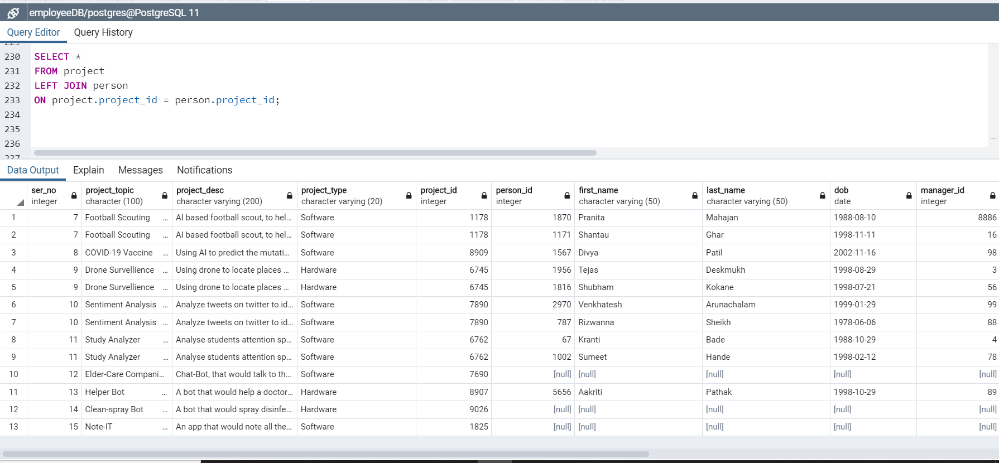 employeeDB/postgres@PostgreSQL 11
Query Editor Query History
230 SELECT *
231 FROM project
232 LEFT JOIN person
233 ON project.project_id = person.project_id;
234
235
236
237
Data Output Explain Messages Notifications
ser_no project_topic project_desc project_type project_id person_id first_name last_name dob manager_id
integer character (100) character varying (200) character varying (20) integer integer character varying (50) character varying (50) date integer
1 7 Football Scouting ... AI based football scout, to hel... Software 1178 1870 Pranita Mahajan 1988-08-10 8886
2 7 Football Scouting ... AI based football scout, to hel... Software 1178 1171 Shantau Ghar 1998-11-11 16
3 8 COVID-19 Vaccine ... Using AI to predict the mutati... Software 8909 1567 Divya Patil 2002-11-16 98
4 9 Drone Survellience ... Using drone to locate places ... Hardware 6745 1956 Tejas Deskmukh 1998-08-29 3
5 9 Drone Survellience ... Using drone to locate places ... Hardware 6745 1816 Shubham Kokane 1998-07-21 56
6 10 Sentiment Analysis ... Analyze tweets on twitter to id... Software 7890 2970 Venkhatesh Arunachalam 1999-01-29 99
7 10 Sentiment Analysis ... Analyze tweets on twitter to id... Software 7890 787 Rizwanna Sheikh 1978-06-06 88
8 11 Study Analyzer ... Analyse students attention sp... Software 6762 67 Kranti Bade 1988-10-29 4
9 11 Study Analyzer ... Analyse students attention sp... Software 6762 1002 Sumeet Hande 1998-02-12 78
10 12 Elder-Care Compani... Chat-Bot, that would talk to th... Software 7690 [null] [null] [null] [null] [null]
11 13 Helper Bot ... A bot that would help a doctor... Hardware 8907 5656 Aakriti Pathak 1998-10-29 89
12 14 Clean-spray Bot ... A bot that would spray disinfe... Hardware 9026 [null] [null] [null] [null] [null]
13 15 Note-IT ... An app that would note all the... Software 1825 [null] [null] [null] [null] [null]